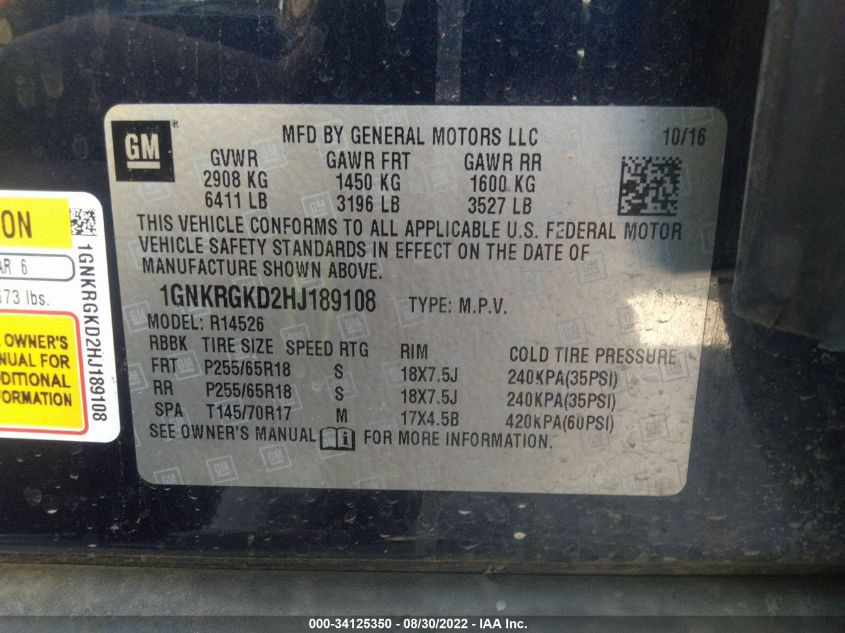 GM
MFD BY GENERAL MOTORS LLC 10/16
GVWR GAWR FRT GAWR RR
2908 KG 1450 KG 1600 KG
6411 LB 3196 LB 3527 LB
THIS VEHICLE CONFORMS TO ALL APPLICABLE U.S. FEDERAL MOTOR
VEHICLE SAFETY STANDARDS IN EFFECT ON THE DATE OF
MANUFACTURE SHOWN ABOVE.
1GNKRGKD2HJ189108 TYPE: M.P.V.
MODEL: R14526
RBBK TIRE SIZE SPEED RTG RIM COLD TIRE PRESSURE
FRT P255/65R18 S 18X7.5J 240KPA(35PSI)
RR P255/65R18 S 18X7.5J 240KPA(35PSI)
SPA T145/70R17 M 17X4.5B 420KPA(60PSI)
SEE OWNER'S MANUAL i FOR MORE INFORMATION.
ON
AR 6
673 lbs.
OWNER'S
NUAL FOR
DITIONAL
FORMATION
1GNKRGKD2HJ189108
000-34125350 - 08/30/2022 - IAA Inc.